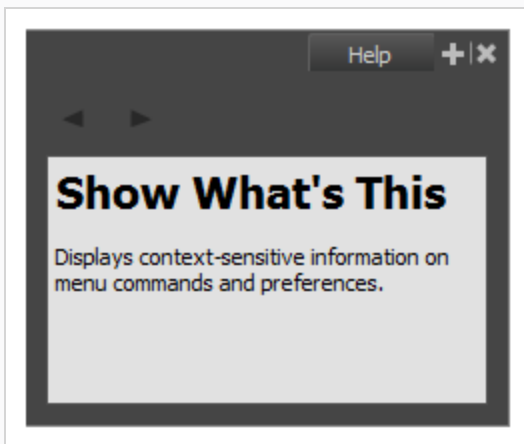 Help
Show What's This
Displays context-sensitive information on
menu commands and preferences.